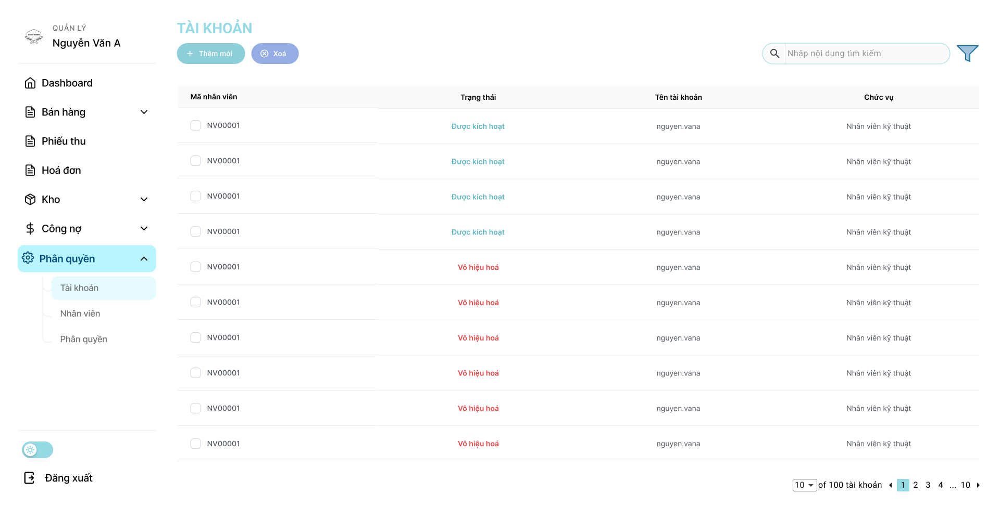 QUẢN LÝ
Nguyễn Văn A
Dashboard
Bán hàng
Phiếu thu
Hoá đơn
Kho
Công nợ
Phân quyền
Tài khoản
Nhân viên
Phân quyền
Đăng xuất
TÀI KHOẢN
Thêm mới
Xoá
Nhập nội dung tìm kiếm
Mã nhân viên Trạng thái Tên tài khoản Chức vụ
NV00001 Được kích hoạt nguyen.vana Nhân viên kỹ thuật
NV00001 Được kích hoạt nguyen.vana Nhân viên kỹ thuật
NV00001 Được kích hoạt nguyen.vana Nhân viên kỹ thuật
NV00001 Được kích hoạt nguyen.vana Nhân viên kỹ thuật
NV00001 Vô hiệu hoá nguyen.vana Nhân viên kỹ thuật
NV00001 Vô hiệu hoá nguyen.vana Nhân viên kỹ thuật
NV00001 Vô hiệu hoá nguyen.vana Nhân viên kỹ thuật
NV00001 Vô hiệu hoá nguyen.vana Nhân viên kỹ thuật
NV00001 Vô hiệu hoá nguyen.vana Nhân viên kỹ thuật
NV00001 Vô hiệu hoá nguyen.vana Nhân viên kỹ thuật
10 of 100 tài khoản 1 2 3 4 ... 10